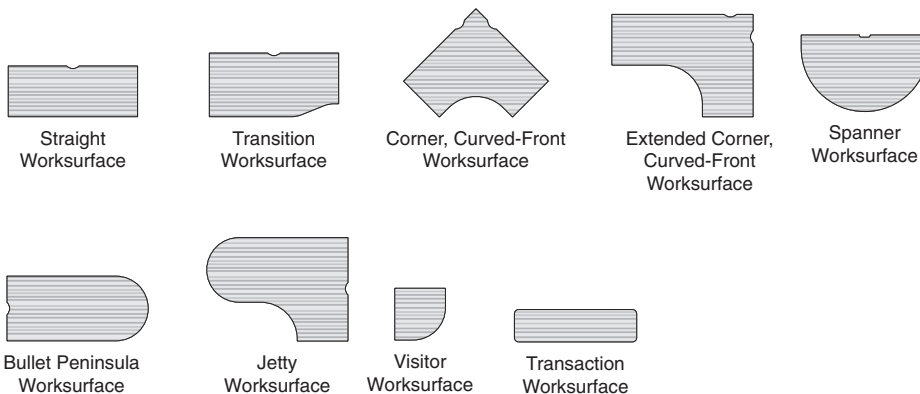 Straight
Worksurface
Transition
Worksurface
Corner, Curved-Front
Worksurface
Extended Corner,
Curved-Front
Worksurface
Spanner
Worksurface
Bullet Peninsula
Worksurface
Jetty
Worksurface
Visitor
Worksurface
Transaction
Worksurface